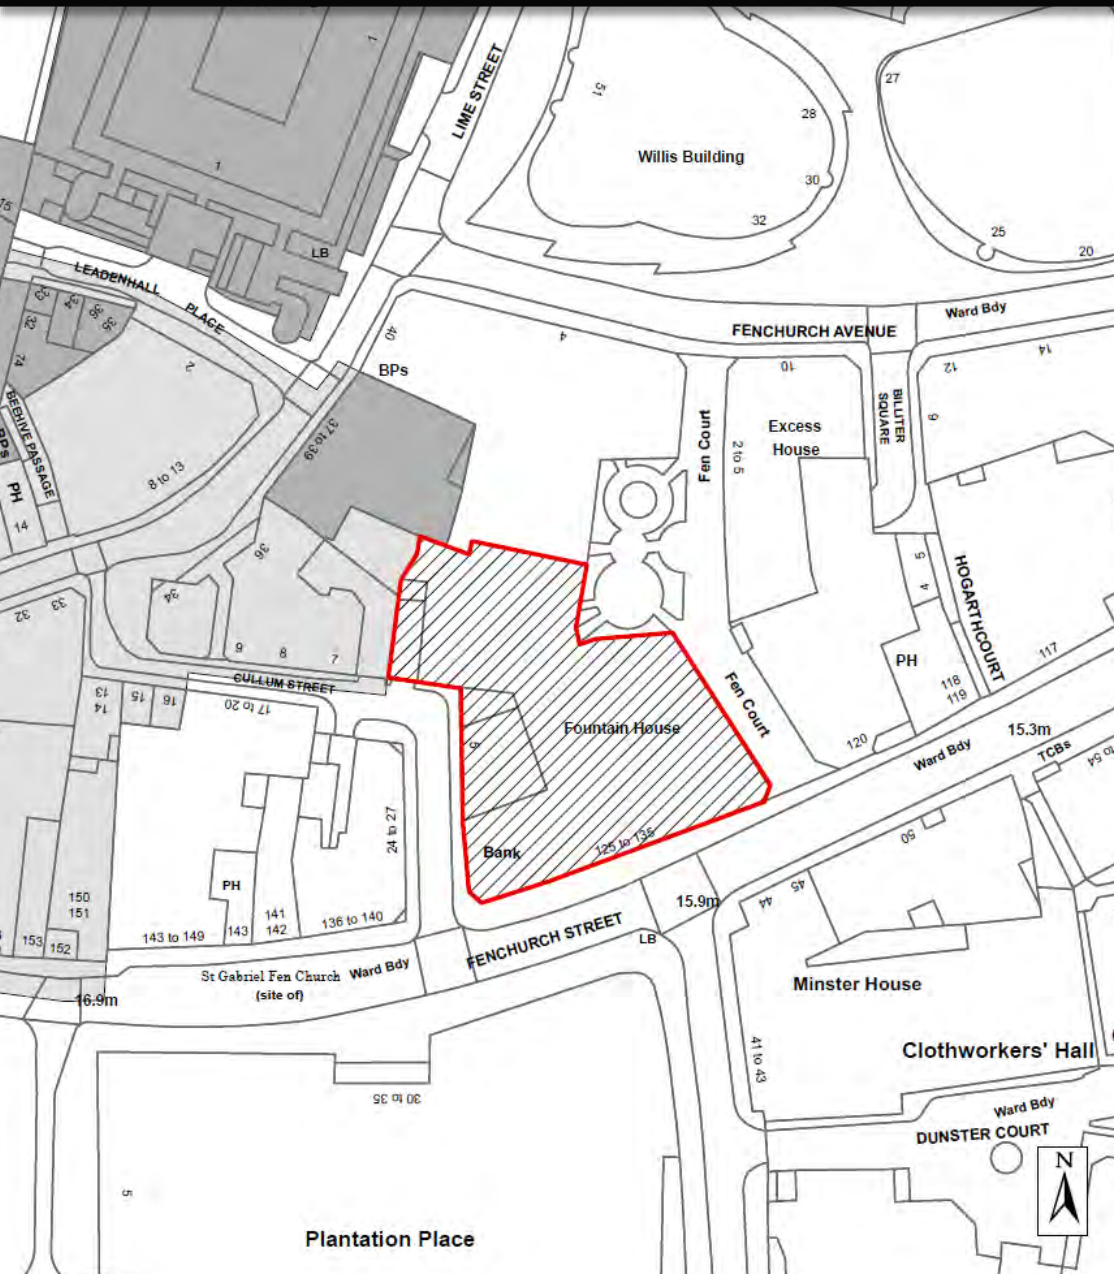 1
LIME STREET
51
28
27
Willis Building
1
30
32
25
20
15
LB
LEADENHALL
PLACE
33
34
36
35
32
74
2
40
BPs
4
FENCHURCH AVENUE
Ward Bdy
14
12
10
BILLITER
SQUARE
9
BEEHIVE PASSAGE
BPs
PH
14
37 to 39
8 to 13
Fen Court
2 to 5
Excess
House
36
34
33
32
9
8
7
CULLUM STREET
5
4
HOGARTH COURT
117
PH
118
119
13
14
15
16
17 to 20
Fen Court
Fountain House
5
120
Ward Bdy
15.3m
TCBs
24 to 27
125 to 135
Bank
50
45
44
PH
150
151
153
152
143 to 149
143
141
142
136 to 140
15.9m
LB
FENCHURCH STREET
St Gabriel Fen Church
(site of)
Ward Bdy
16.9m
Minster House
Clothworkers' Hall
41 to 43
30 to 35
Ward Bdy
DUNSTER COURT
N
5
Plantation Place